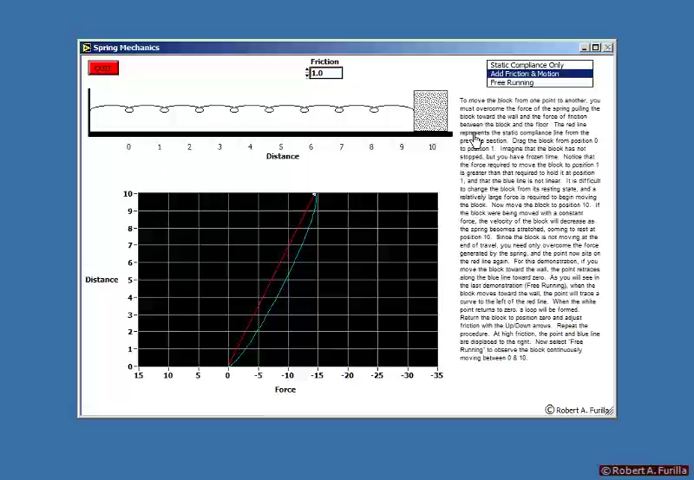 Spring Mechanics
QUIT
Friction
1.0
Static Compliance Only
Add Friction & Motion
Free Running
0 1 2 3 4 5 6 7 8 9 10
Distance
To move the block from one point to another, you
must overcome the force of the spring pulling the
block toward the wall and the force of friction
between the block and the floor. The red line
represents the static compliance line from the
previous section. Drag the block from position 0
to position 1. Imagine that the block has not
stopped, but you have frozen time. Notice that
the force required to move the block to position 1
is greater than that required to hold it at position
1, and that the blue line is not linear. It is difficult
to change the block from its resting state, and a
relatively large force is required to begin moving
the block. Now move the block to position 10. If
the block were being moved with a constant
force, the velocity of the block will decrease as
the spring becomes stretched, coming to rest at
position 10. Since the block is not moving at the
end of travel, you need only overcome the force
generated by the spring, and the point now sits on
the red line again. For this demonstration, if you
move the block toward the wall, the point retraces
along the blue line toward zero. As you will see in
the last demonstration (Free Running), when the
block moves toward the wall, the point will trace a
curve to the left of the red line. When the white
point returns to zero, a loop will be formed.
Return the block to position zero and adjust
friction with the Up/Down arrows. Repeat the
procedure. At high friction, the point and blue line
are displaced to the right. Now select "Free
Running" to observe the block continuously
moving between 0 & 10.
10
9
8
7
6
5
4
3
2
1
0
Distance
15 10 5 0 -5 -10 -15 -20 -25 -30 -35
Force
© Robert A. Furilla
© Robert A. Furilla